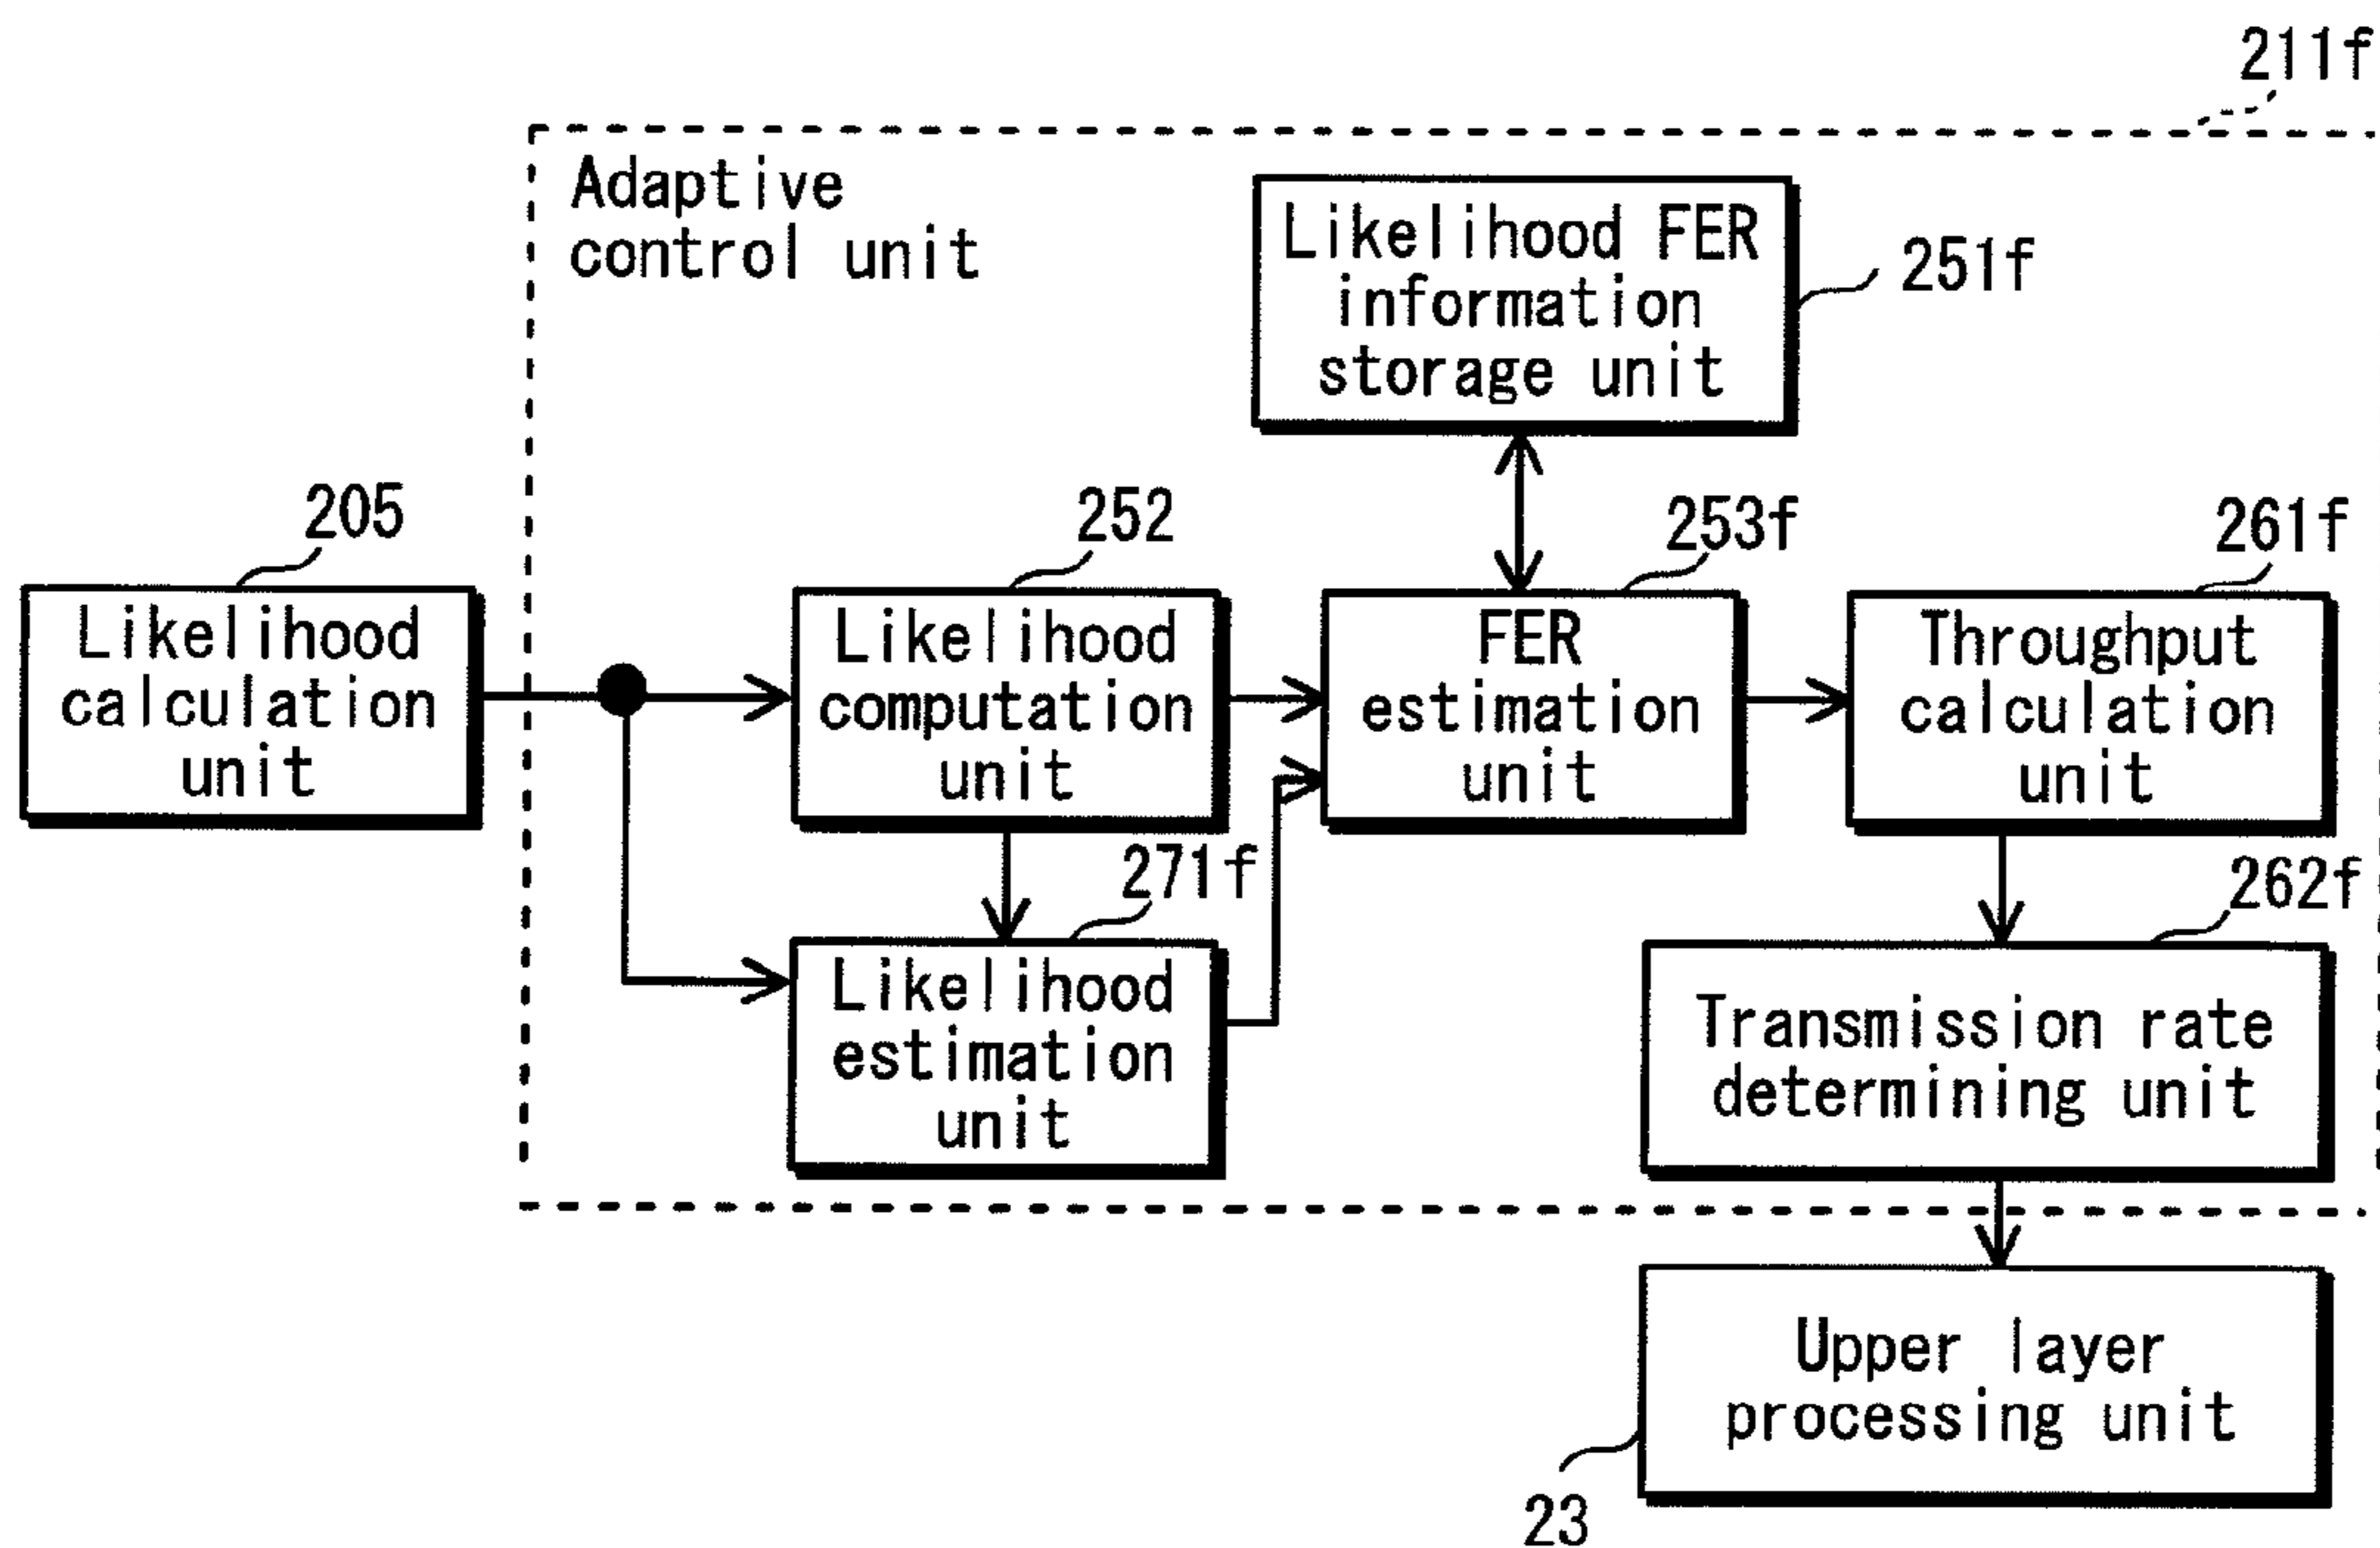 211f
Adaptive
control unit
Likelihood FER
information
storage unit
251f
205
252
253f
261f
Likelihood
calculation
unit
Likelihood
computation
unit
FER
estimation
unit
Throughput
calculation
unit
271f
262f
Likelihood
estimation
unit
Transmission rate
determining unit
Upper layer
processing unit
23